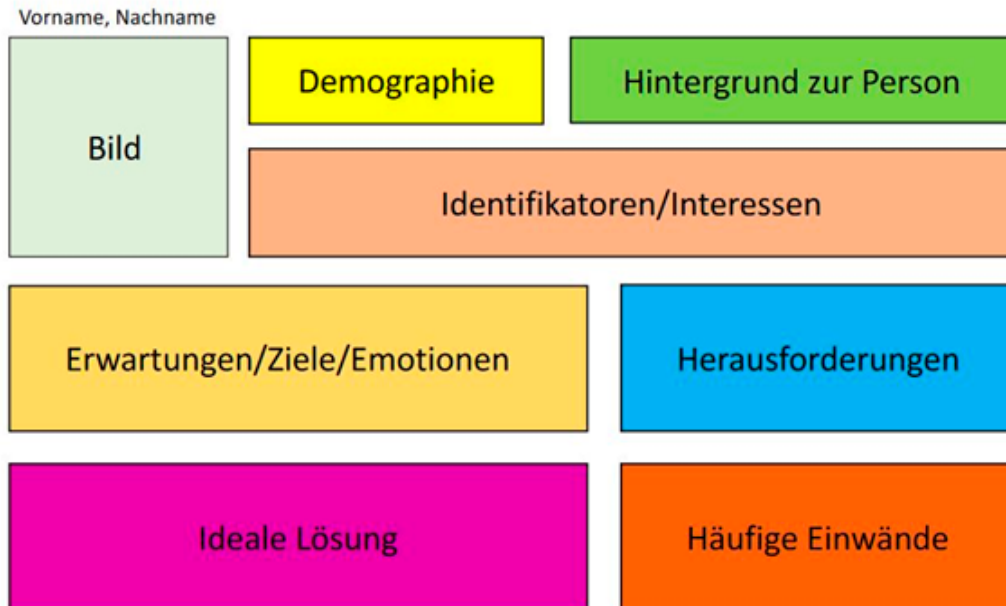 Vorname, Nachname
Bild
Demographie
Hintergrund zur Person
Identifikatoren/Interessen
Erwartungen/Ziele/Emotionen
Herausforderungen
Ideale Lösung
Häufige Einwände